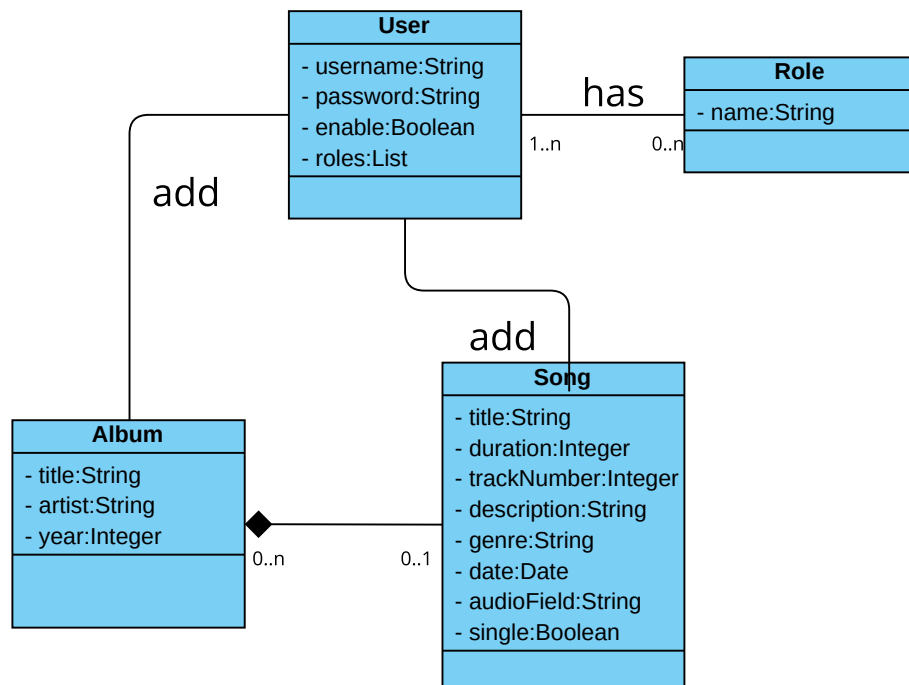 User
- username:String
- password:String
- enable:Boolean
- roles:List
has
1..n
0..n
Role
- name:String
add
add
Album
- title:String
- artist:String
- year:Integer
0..n
0..1
Song
- title:String
- duration:Integer
- trackNumber:Integer
- description:String
- genre:String
- date:Date
- audioField:String
- single:Boolean